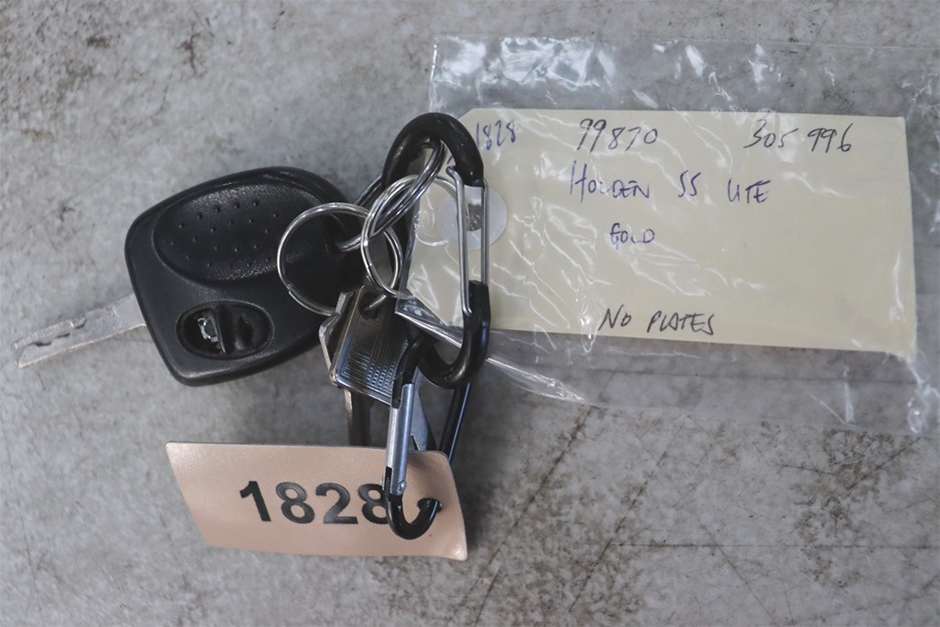 1828 99870 305 996
HOLDEN SS UTE
GOLD
NO PLATES
1828